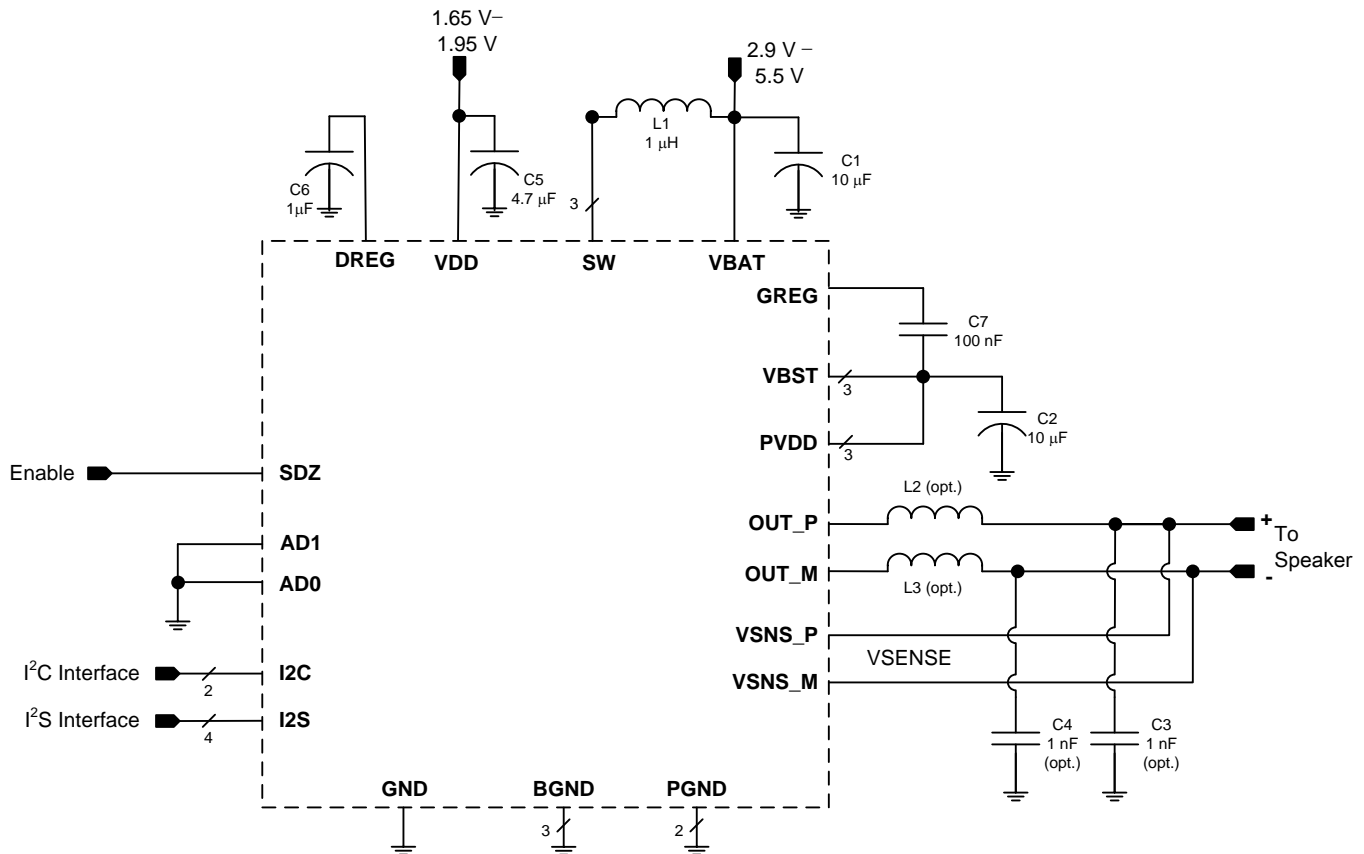 1.65 V–
1.95 V
2.9 V –
5.5 V
L1
1 μH
C6
1μF
C5
4.7 μF
3
C1
10 μF
DREG
VDD
SW
VBAT
GREG
C7
100 nF
VBST
3
C2
10 μF
PVDD
3
Enable
SDZ
L2 (opt.)
OUT_P
+
To
Speaker
-
AD1
AD0
OUT_M
L3 (opt.)
VSNS_P
VSENSE
VSNS_M
I²C Interface
2
I2C
I²S Interface
4
I2S
C4
1 nF
(opt.)
C3
1 nF
(opt.)
GND
BGND
PGND
3
2